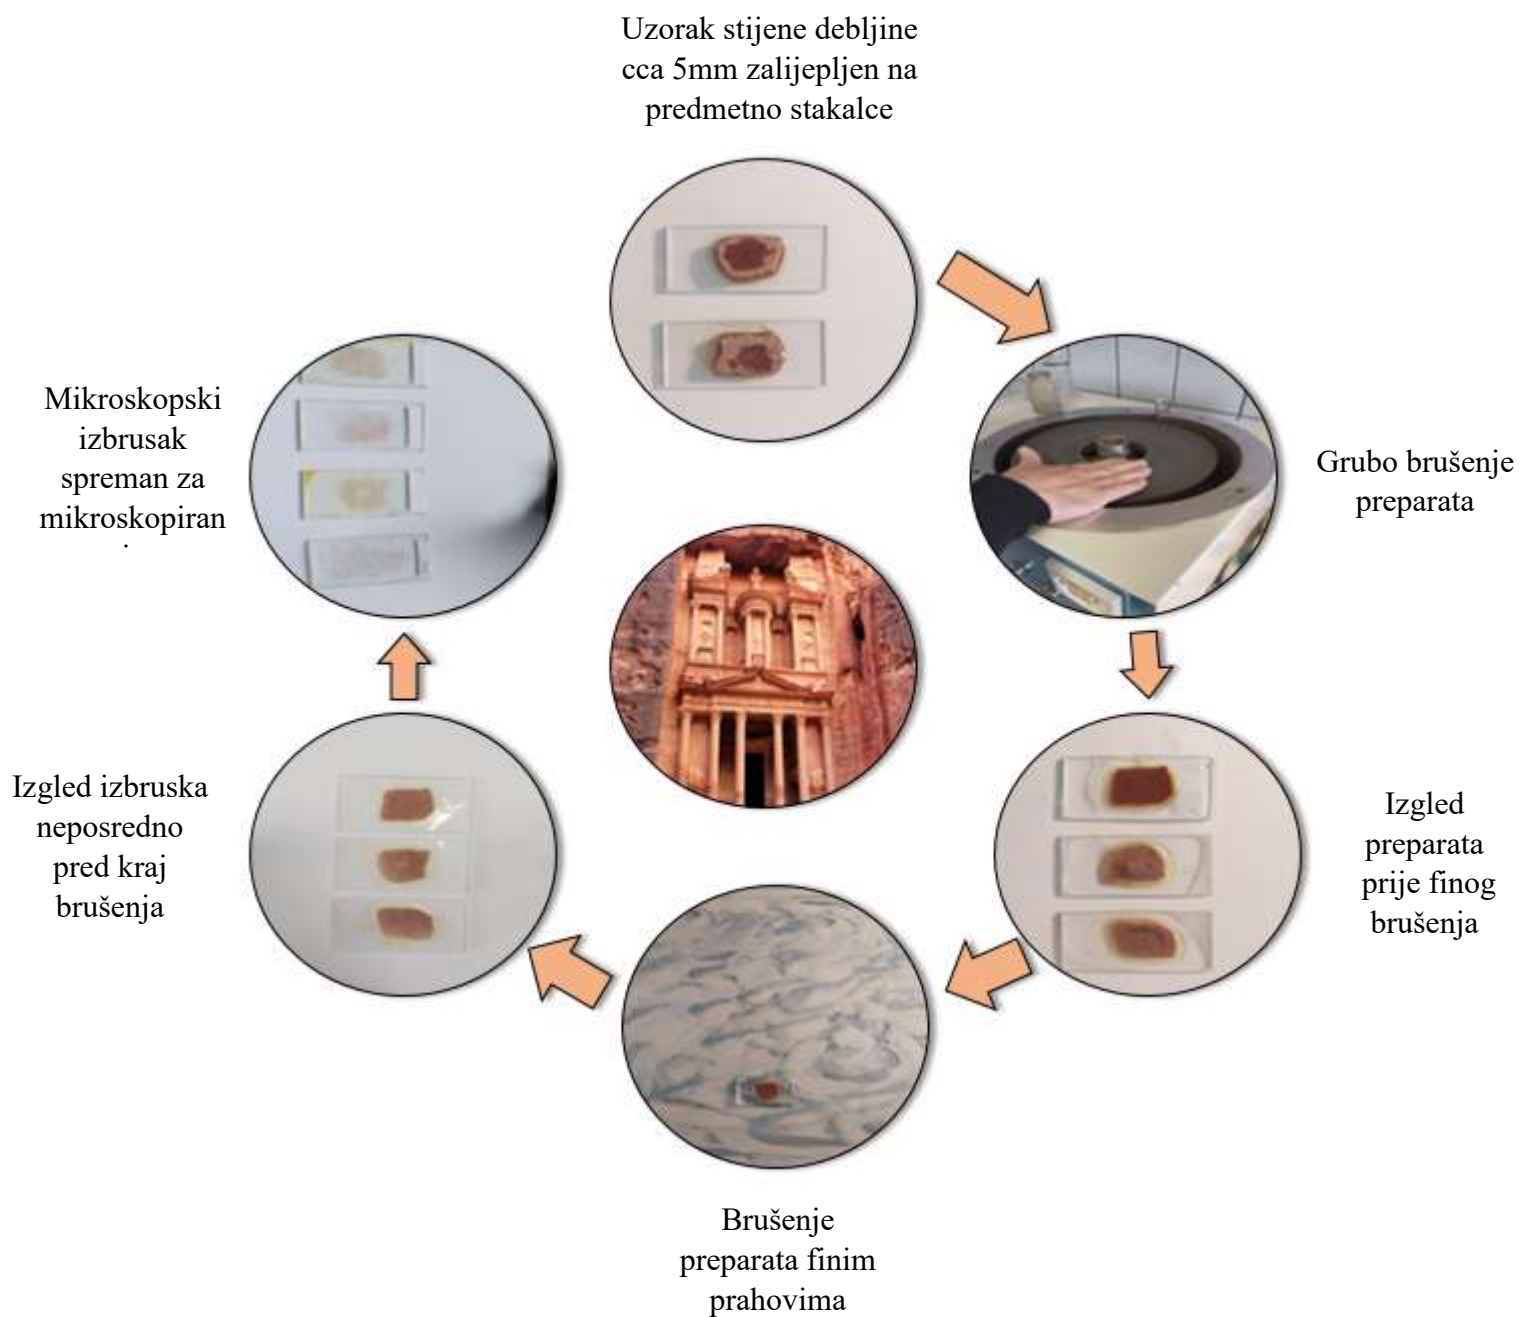 Uzorak stijene debljine
cca 5mm zalijepljen na
predmetno stakalce
Grubo brušenje
preparata
Izgled
preparata
prije finog
brušenja
Brušenje
preparata finim
prahovima
Izgled izbruska
neposredno
pred kraj
brušenja
Mikroskopski
izbrusak
spreman za
mikroskopiran